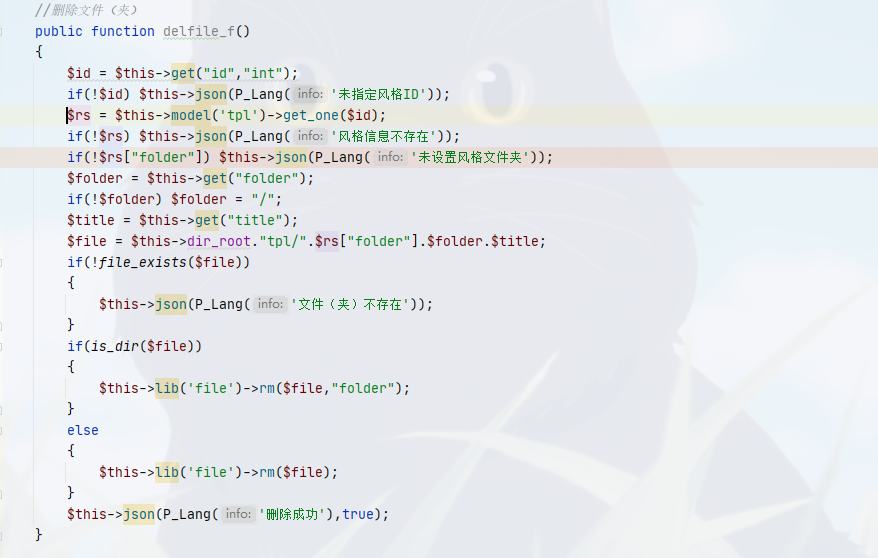 //删除文件（夹）
public function delfile_f()
{
$id = $this->get("id","int");
if(!$id) $this->json(P_Lang( info: '未指定风格ID'));
$rs = $this->model('tpl')->get_one($id);
if(!$rs) $this->json(P_Lang( info: '风格信息不存在'));
if(!$rs["folder"]) $this->json(P_Lang( info: '未设置风格文件夹'));
$folder = $this->get("folder");
if(!$folder) $folder = "/";
$title = $this->get("title");
$file = $this->dir_root."tpl/".$rs["folder"].$folder.$title;
if(!file_exists($file))
{
$this->json(P_Lang( info: '文件（夹）不存在'));
}
if(is_dir($file))
{
$this->lib('file')->rm($file,"folder");
}
else
{
$this->lib('file')->rm($file);
}
$this->json(P_Lang( info: '删除成功'),true);
}